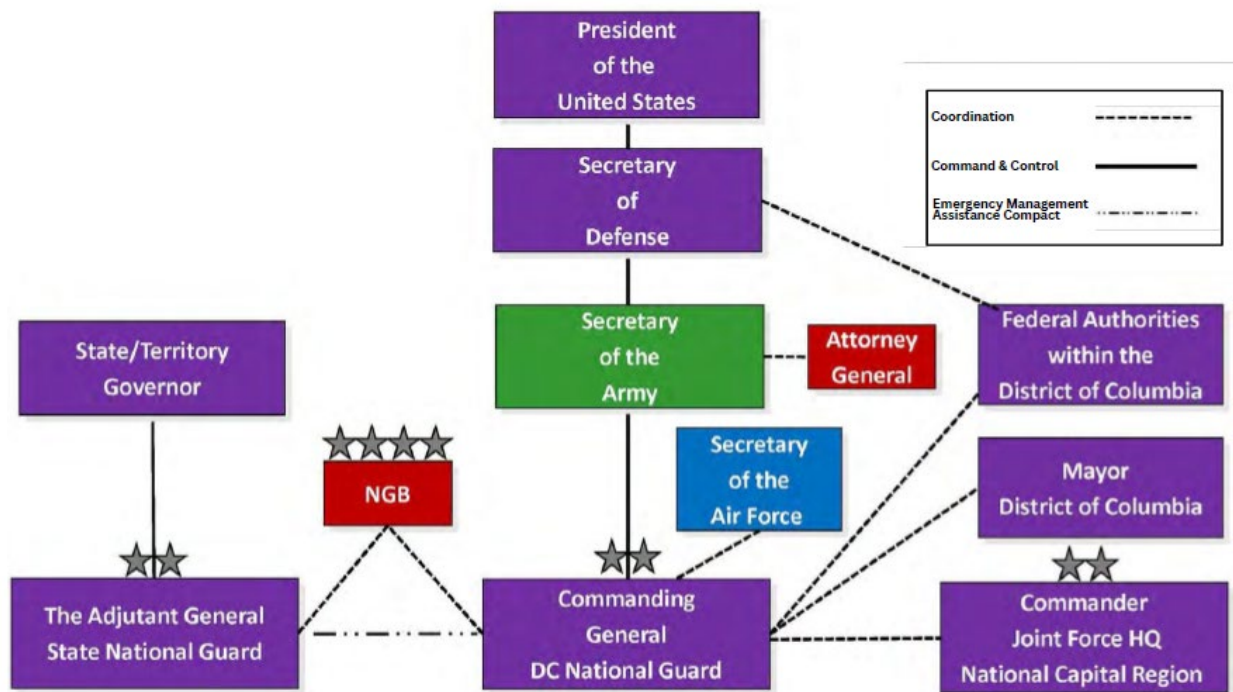 President
of the
United States
Coordination
Command & Control
Emergency Management
Assistance Compact
Secretary
of
Defense
State/Territory
Governor
Secretary
of the
Army
Attorney
General
Federal Authorities
within the
District of Columbia
NGB
Secretary
of the
Air Force
Mayor
District of Columbia
The Adjutant General
State National Guard
Commanding
General
DC National Guard
Commander
Joint Force HQ
National Capital Region